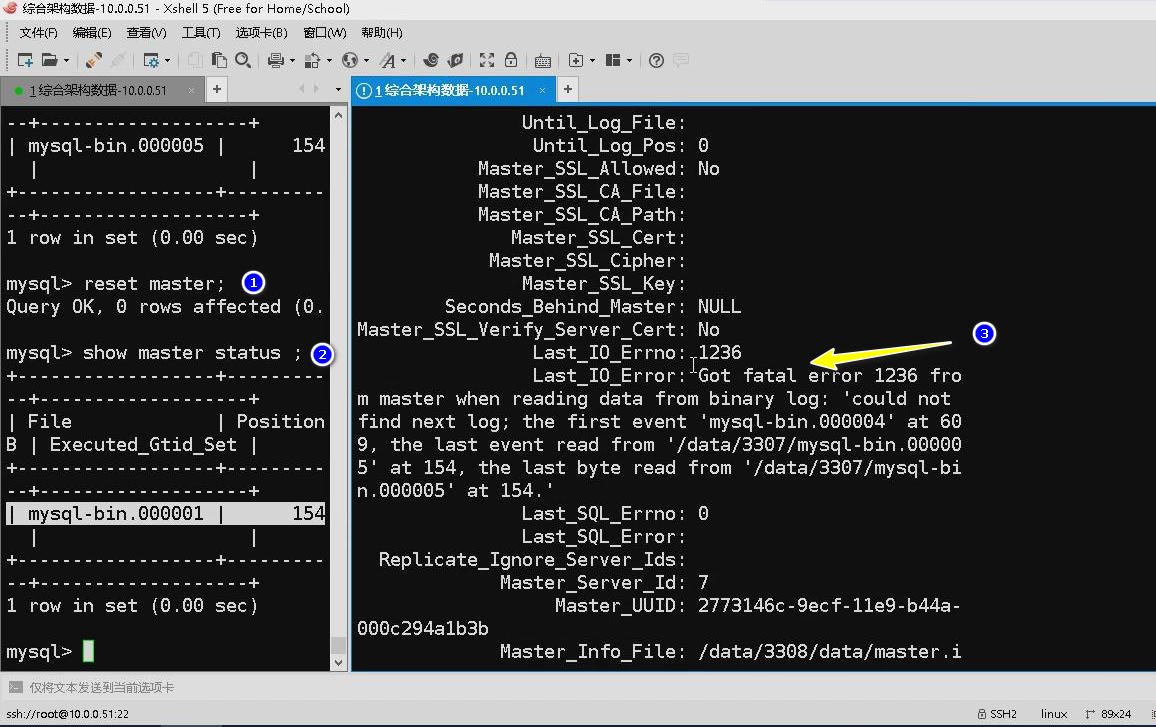 综合架构数据-10.0.0.51 - Xshell 5 (Free for Home/School)
文件(F) 编辑(E) 查看(V) 工具(T) 选项卡(B) 窗口(W) 帮助(H)
1 综合架构数据-10.0.0.51 × +
--+-------------------+
| mysql-bin.000005 |      154
  |                   |
+------------------+---------
--+-------------------+
1 row in set (0.00 sec)
mysql> reset master; 1
Query OK, 0 rows affected (0.
mysql> show master status ; 2
+------------------+---------
--+-------------------+
| File             | Position
B | Executed_Gtid_Set |
+------------------+---------
--+-------------------+
| mysql-bin.000001 |      154
  |                   |
+------------------+---------
--+-------------------+
1 row in set (0.00 sec)
mysql>
1 综合架构数据-10.0.0.51 × +
Until_Log_File:
Until_Log_Pos: 0
Master_SSL_Allowed: No
Master_SSL_CA_File:
Master_SSL_CA_Path:
Master_SSL_Cert:
Master_SSL_Cipher:
Master_SSL_Key:
Seconds_Behind_Master: NULL
Master_SSL_Verify_Server_Cert: No
3
Last_IO_Errno: 1236
Last_IO_Error: Got fatal error 1236 fro
m master when reading data from binary log: 'could not
find next log; the first event 'mysql-bin.000004' at 60
9, the last event read from '/data/3307/mysql-bin.00000
5' at 154, the last byte read from '/data/3307/mysql-bi
n.000005' at 154.'
Last_SQL_Errno: 0
Last_SQL_Error:
Replicate_Ignore_Server_Ids:
Master_Server_Id: 7
Master_UUID: 2773146c-9ecf-11e9-b44a-
000c294a1b3b
Master_Info_File: /data/3308/data/master.i
仅将文本发送到当前选项卡
ssh://root@10.0.0.51:22 SSH2 linux 89x24